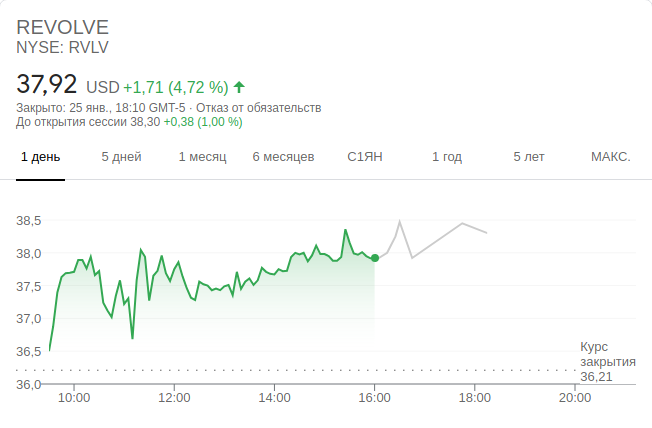 REVOLVE
NYSE: RVLV
37,92 USD +1,71 (4,72 %)
Закрыто: 25 янв., 18:10 GMT-5 · Отказ от обязательств
До открытия сессии 38,30 +0,38 (1,00 %)
1 день 5 дней 1 месяц 6 месяцев С1ЯН 1 год 5 лет МАКС.
38,5
38,0
37,5
37,0
36,5
36,0
Курс
закрытия
36,21
10:00 12:00 14:00 16:00 18:00 20:00